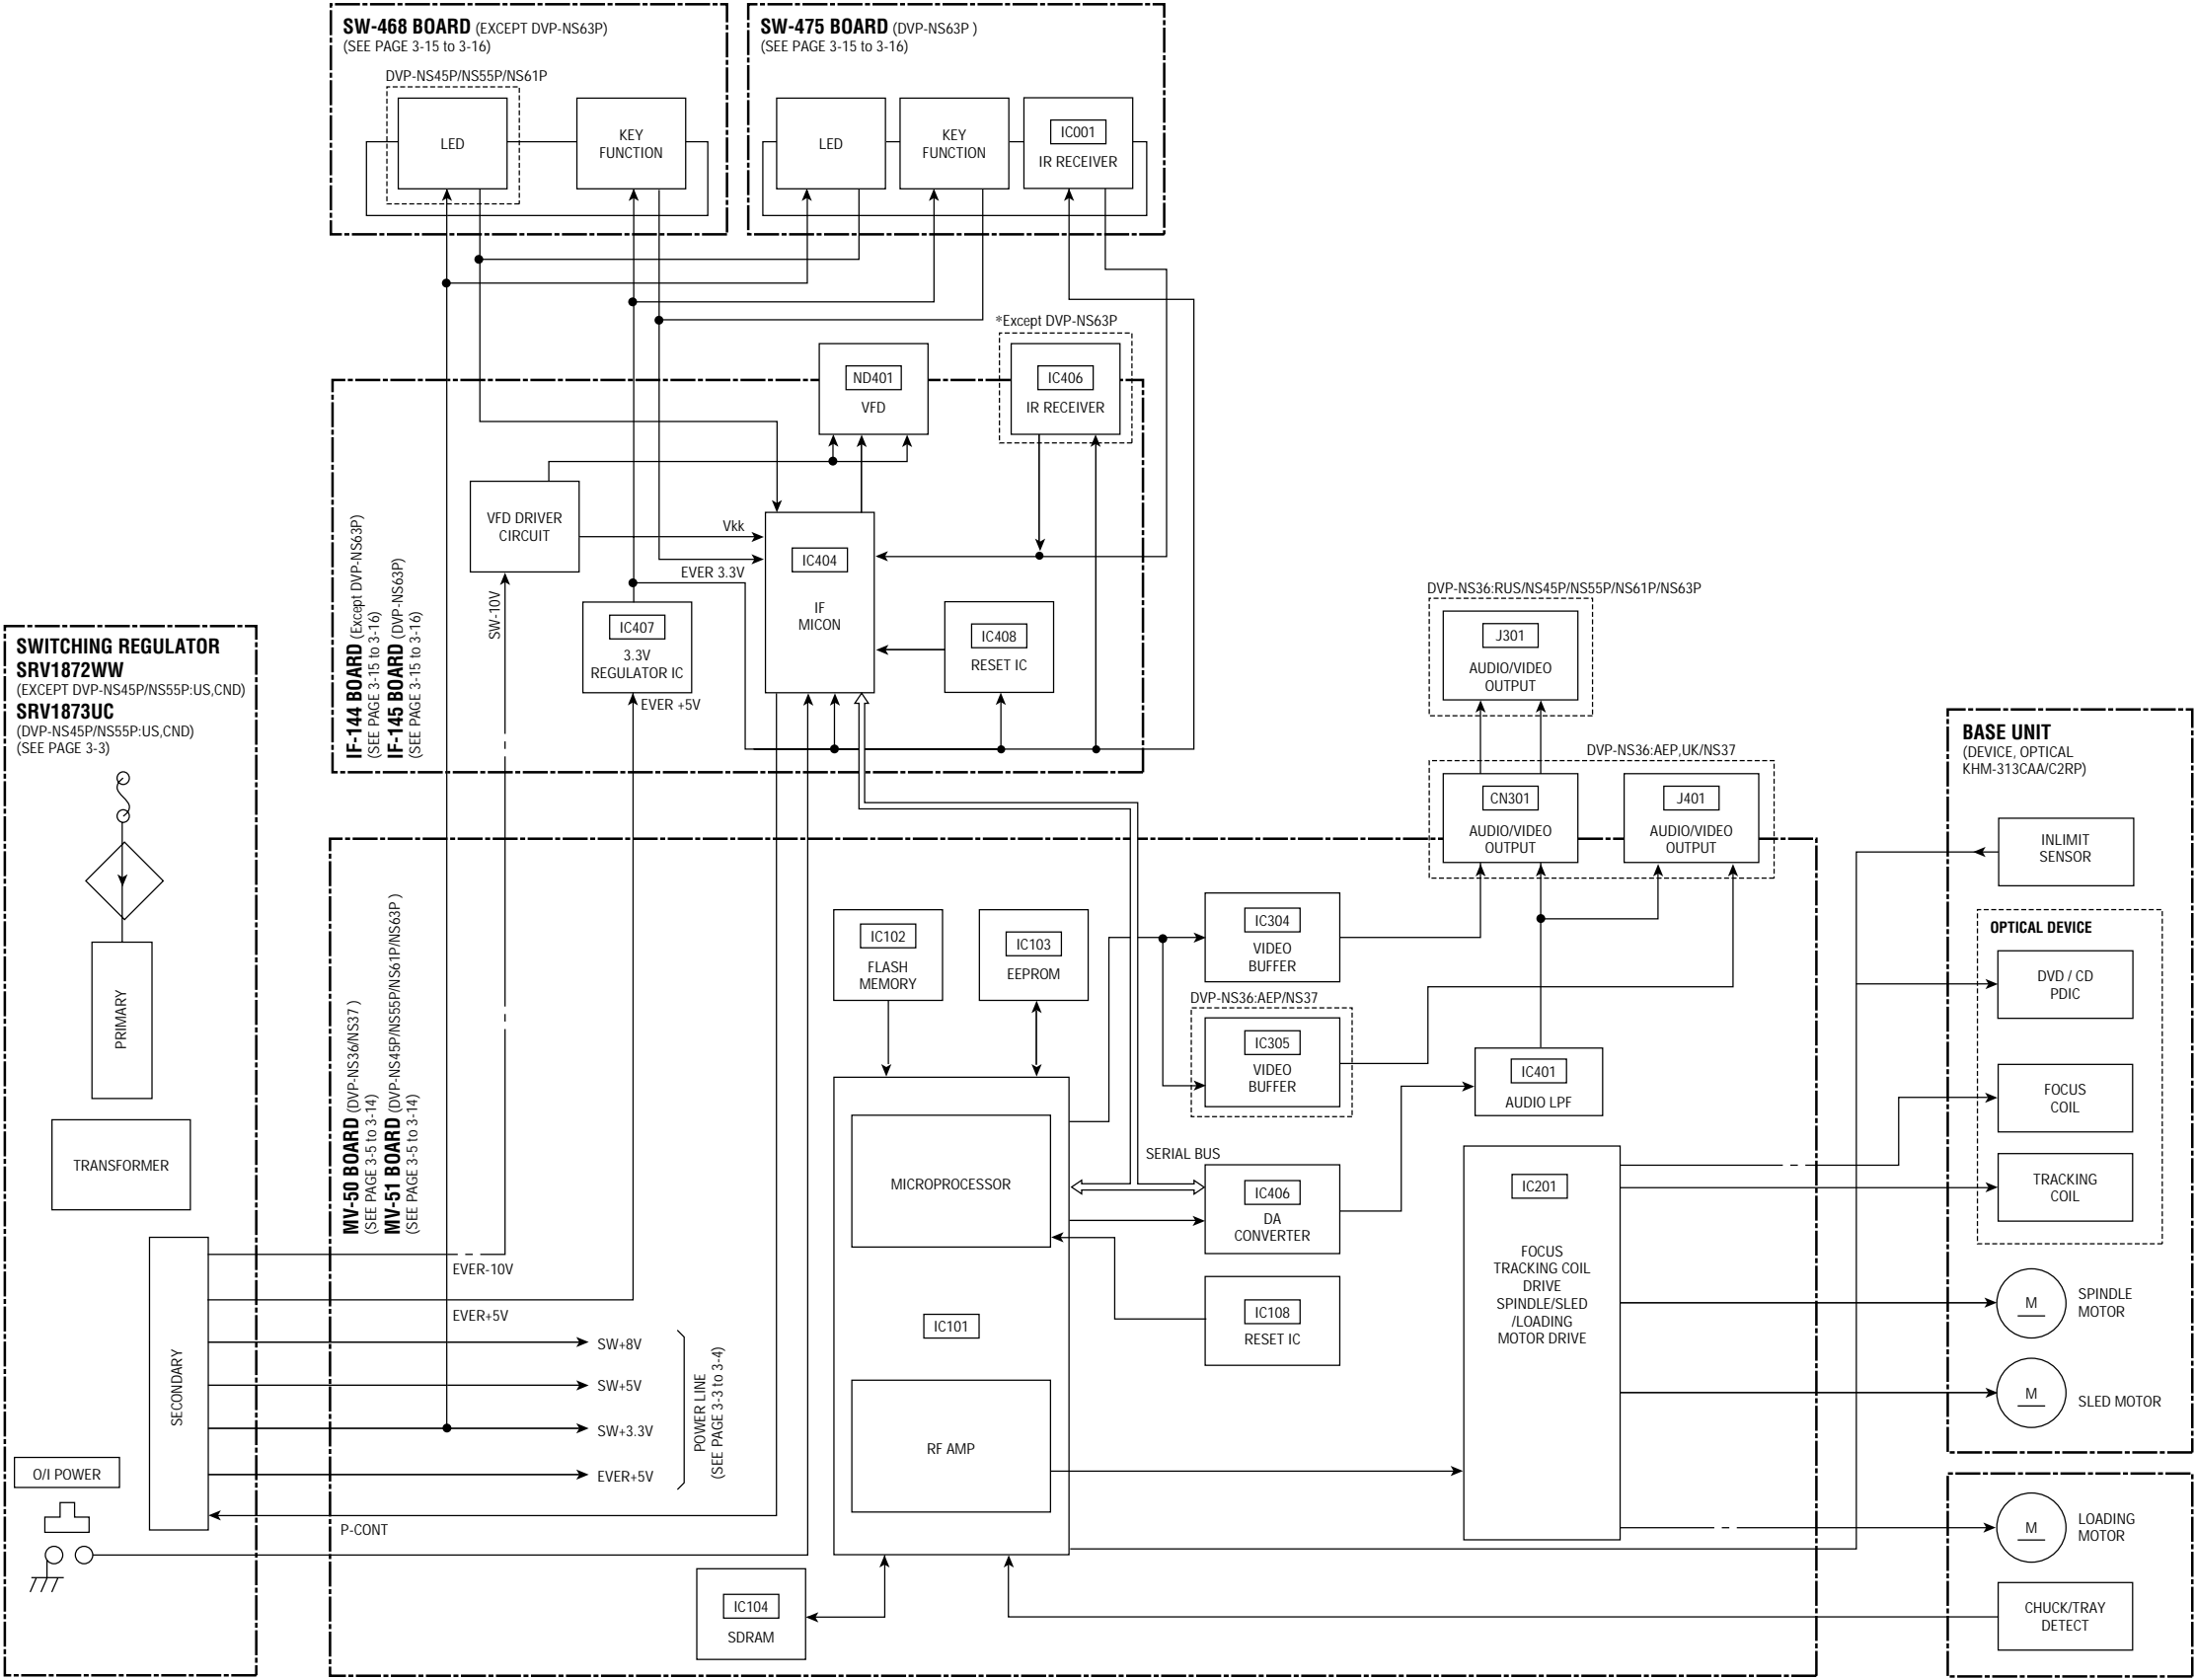 SW-468 BOARD (EXCEPT DVP-NS63P)
(SEE PAGE 3-15 to 3-16)
DVP-NS45P/NS55P/NS61P
LED
KEY
FUNCTION
SW-475 BOARD (DVP-NS63P )
(SEE PAGE 3-15 to 3-16)
LED
KEY
FUNCTION
IC001
IR RECEIVER
*Except DVP-NS63P
ND401
VFD
IC406
IR RECEIVER
VFD DRIVER
CIRCUIT
Vkk
IC404
IF
MICON
EVER 3.3V
SW-10V
IC407
3.3V
REGULATOR IC
EVER +5V
IC408
RESET IC
IF-144 BOARD (Except DVP-NS63P)
(SEE PAGE 3-15 to 3-16)
IF-145 BOARD (DVP-NS63P)
(SEE PAGE 3-15 to 3-16)
SWITCHING REGULATOR
SRV1872WW
(EXCEPT DVP-NS45P/NS55P:US,CND)
SRV1873UC
(DVP-NS45P/NS55P:US,CND)
(SEE PAGE 3-3)
PRIMARY
TRANSFORMER
SECONDARY
O/I POWER
MV-50 BOARD (DVP-NS36/NS37 )
(SEE PAGE 3-5 to 3-14)
MV-51 BOARD (DVP-NS45P/NS55P/NS61P/NS63P )
(SEE PAGE 3-5 to 3-14)
EVER-10V
EVER+5V
SW+8V
SW+5V
SW+3.3V
EVER+5V
POWER LINE
(SEE PAGE 3-3 to 3-4)
P-CONT
IC102
FLASH
MEMORY
IC103
EEPROM
MICROPROCESSOR
IC101
RF AMP
IC104
SDRAM
IC304
VIDEO
BUFFER
DVP-NS36:AEP/NS37
IC305
VIDEO
BUFFER
SERIAL BUS
IC406
DA
CONVERTER
IC108
RESET IC
DVP-NS36:RUS/NS45P/NS55P/NS61P/NS63P
J301
AUDIO/VIDEO
OUTPUT
DVP-NS36:AEP,UK/NS37
CN301
AUDIO/VIDEO
OUTPUT
J401
AUDIO/VIDEO
OUTPUT
IC401
AUDIO LPF
IC201
FOCUS
TRACKING COIL
DRIVE
SPINDLE/SLED
/LOADING
MOTOR DRIVE
BASE UNIT
(DEVICE, OPTICAL
KHM-313CAA/C2RP)
INLIMIT
SENSOR
OPTICAL DEVICE
DVD / CD
PDIC
FOCUS
COIL
TRACKING
COIL
M
SPINDLE
MOTOR
M
SLED MOTOR
M
LOADING
MOTOR
CHUCK/TRAY
DETECT